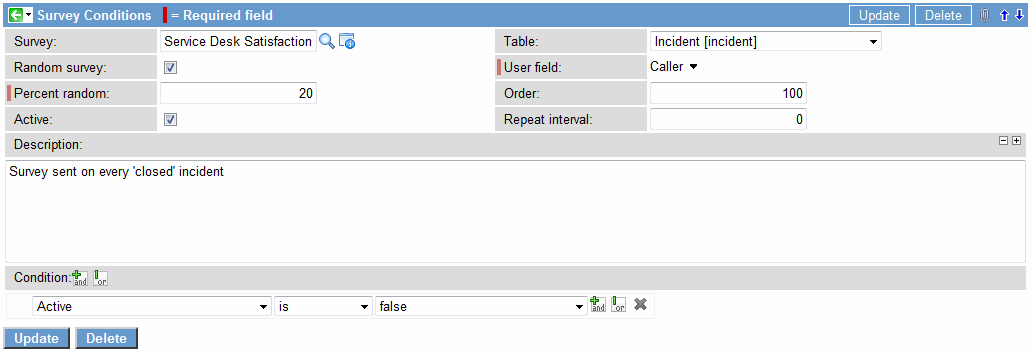 Survey Conditions = Required field Update Delete
Survey: Service Desk Satisfaction Table: Incident [incident]
Random survey: User field: Caller
Percent random: 20 Order: 100
Active: Repeat interval: 0
Description:
Survey sent on every 'closed' incident
Condition: and or
Active is false and or
Update Delete